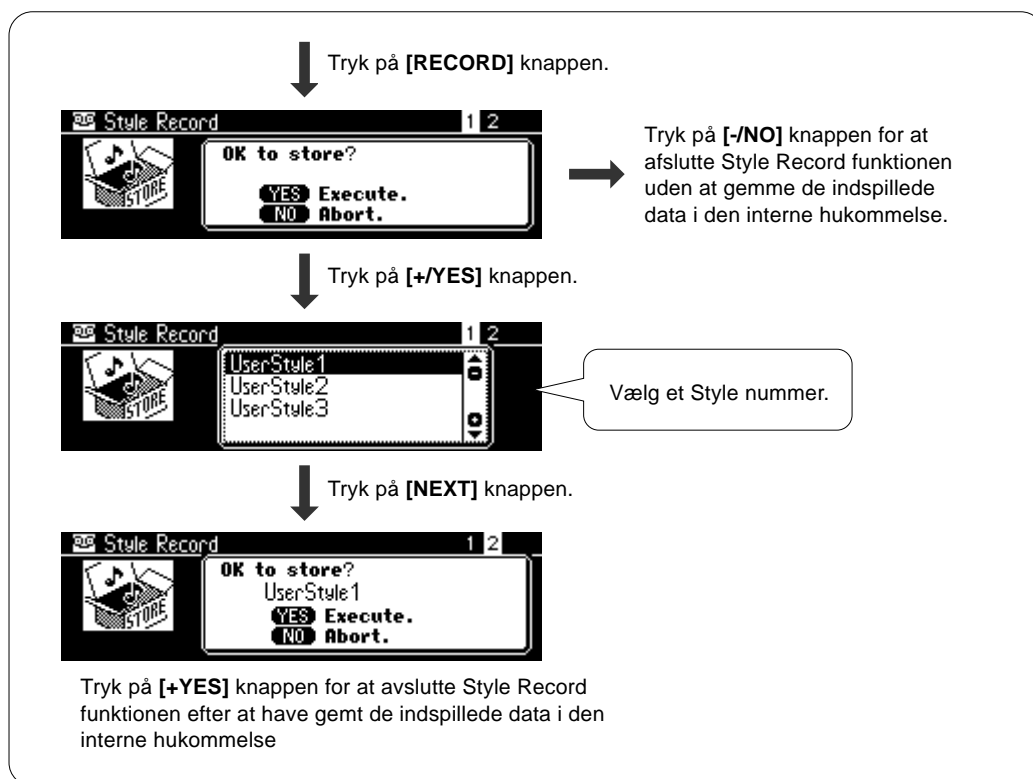 Tryk på [RECORD] knappen.
Style Record 1 2
STORE
OK to store?
YES Execute.
NO Abort.
Tryk på [-/NO] knappen for at
afslutte Style Record funktionen
uden at gemme de indspillede
data i den interne hukommelse.
Tryk på [+/YES] knappen.
Style Record 1 2
STORE
UserStyle1
UserStyle2
UserStyle3
Vælg et Style nummer.
Tryk på [NEXT] knappen.
Style Record 1 2
STORE
OK to store?
UserStyle1
YES Execute.
NO Abort.
Tryk på [+YES] knappen for at avslutte Style Record
funktionen efter at have gemt de indspillede data i den
interne hukommelse